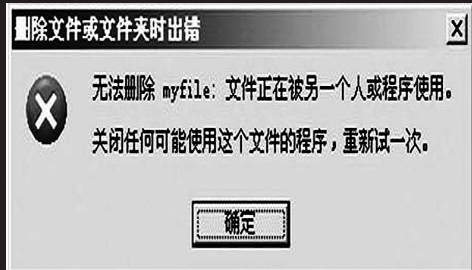 删除文件或文件夹时出错
无法删除 myfile: 文件正在被另一个人或程序使用。
关闭任何可能使用这个文件的程序，重新试一次。
确定